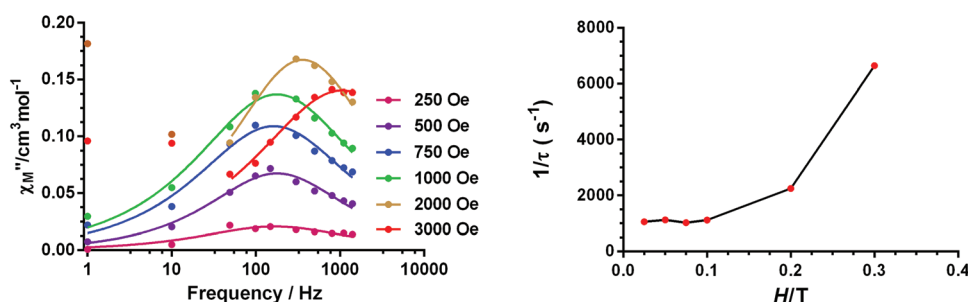 0.20
0.15
0.10
0.05
0.00
χM''/cm3mol-1
1 10 100 1000 10000
Frequency / Hz
250 Oe
500 Oe
750 Oe
1000 Oe
2000 Oe
3000 Oe
8000
6000
4000
2000
0
1/τ ( s-1)
0.0 0.1 0.2 0.3 0.4
H/T